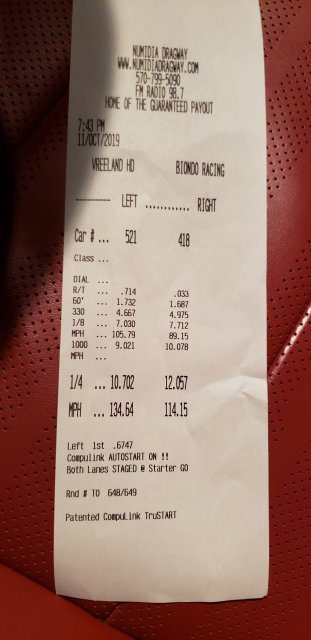 NUMIDIA DRAGWAY
WWW.NUMIDIADRAGWAY.COM
570-799-5090
FM RADIO 98.7
HOME OF THE GUARANTEED PAYOUT
7:43 PM
11/OCT/2019
VREELAND HD BIONDO RACING
---------- LEFT ............ RIGHT
Car # ... 521 418
Class ...
DIAL ...
R/T ... .714 .033
60' ... 1.732 1.687
330 ... 4.667 4.975
1/8 ... 7.030 7.712
MPH ... 105.79 89.15
1000 ... 9.021 10.078
MPH ...
1/4 ... 10.702 12.057
MPH ... 134.64 114.15
Left 1st .6747
Compulink AUTOSTART ON !!
Both Lanes STAGED @ Starter GO
Rnd # TO 648/649
Patented CompuLink TruSTART